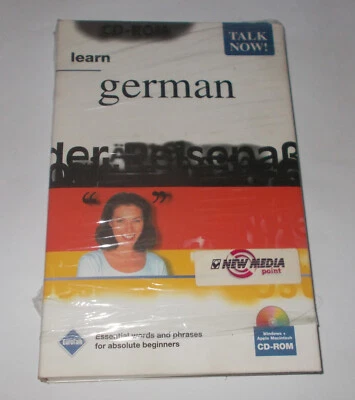 CD-ROM
TALK
NOW!
learn
german
der Reisepaß
“ ”
NEW MEDIA
point
Essential words and phrases
for absolute beginners
EuroTalk
Windows +
Apple Macintosh
CD-ROM